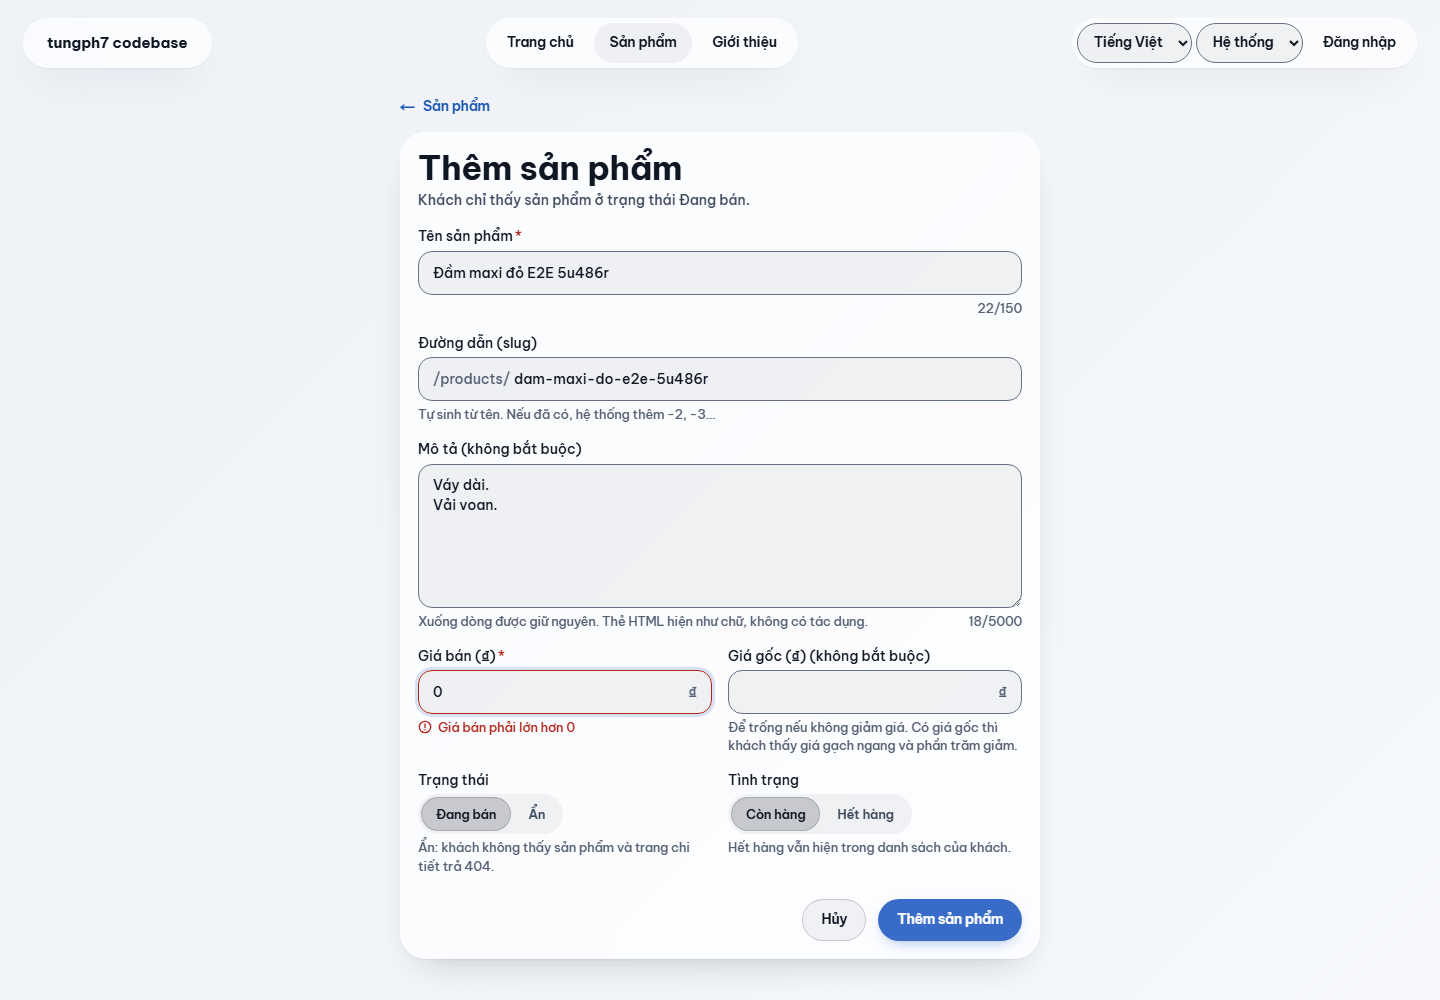 tungph7 codebase
Trang chủ
Sản phẩm
Giới thiệu
Tiếng Việt
Hệ thống
Đăng nhập
← Sản phẩm
Thêm sản phẩm
Khách chỉ thấy sản phẩm ở trạng thái Đang bán.
Tên sản phẩm *
Đầm maxi đỏ E2E 5u486r
22/150
Đường dẫn (slug)
/products/ dam-maxi-do-e2e-5u486r
Tự sinh từ tên. Nếu đã có, hệ thống thêm -2, -3...
Mô tả (không bắt buộc)
Váy dài.
Vải voan.
Xuống dòng được giữ nguyên. Thẻ HTML hiện như chữ, không có tác dụng.
18/5000
Giá bán (₫) *
0 ₫
Giá bán phải lớn hơn 0
Giá gốc (₫) (không bắt buộc)
₫
Để trống nếu không giảm giá. Có giá gốc thì
khách thấy giá gạch ngang và phần trăm giảm.
Trạng thái
Đang bán
Ẩn
Ẩn: khách không thấy sản phẩm và trang chi
tiết trả 404.
Tình trạng
Còn hàng
Hết hàng
Hết hàng vẫn hiện trong danh sách của khách.
Hủy
Thêm sản phẩm